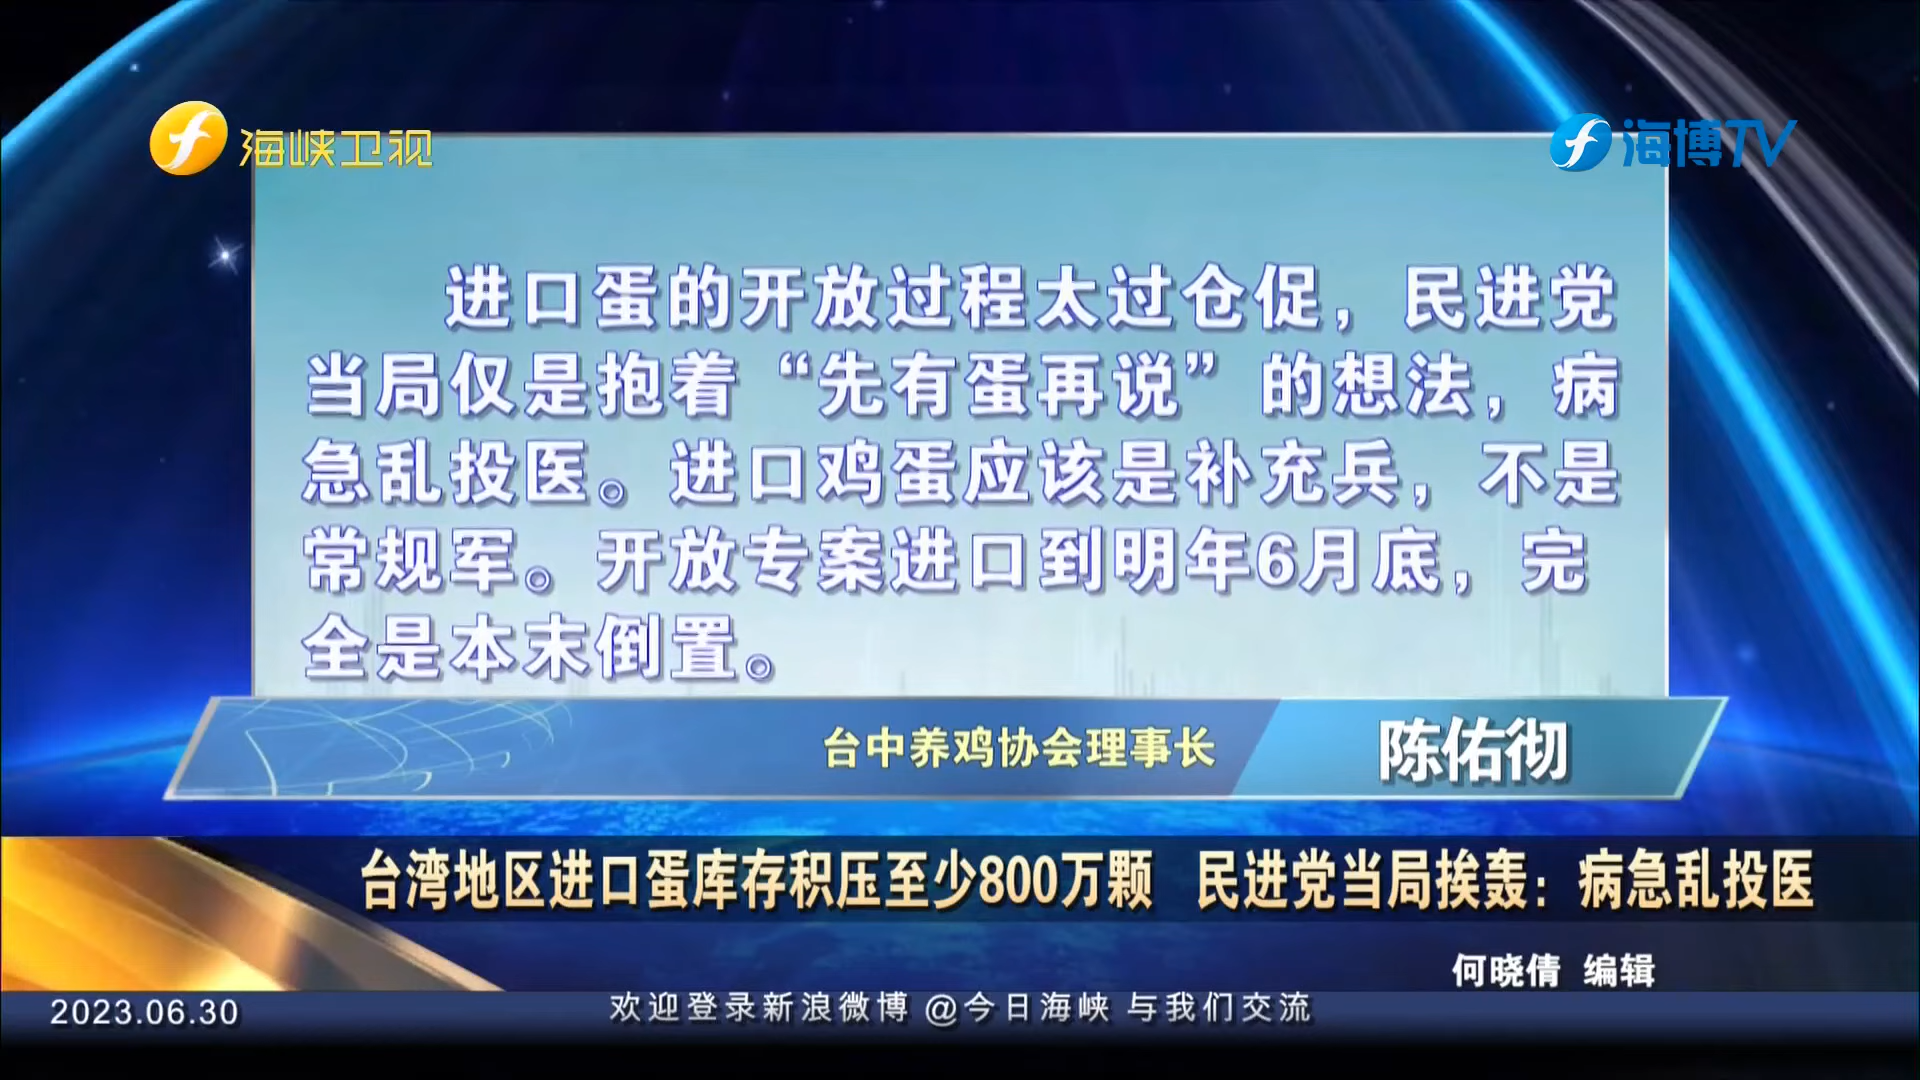 海峡卫视
海博TV
进口蛋的开放过程太过仓促，民进党
当局仅是抱着“先有蛋再说”的想法，病
急乱投医。进口鸡蛋应该是补充兵，不是
常规军。开放专案进口到明年6月底，完
全是本末倒置。
台中养鸡协会理事长 陈佑彻
台湾地区进口蛋库存积压至少800万颗 民进党当局挨轰：病急乱投医
何晓倩 编辑
2023.06.30 欢迎登录新浪微博 @今日海峡 与我们交流